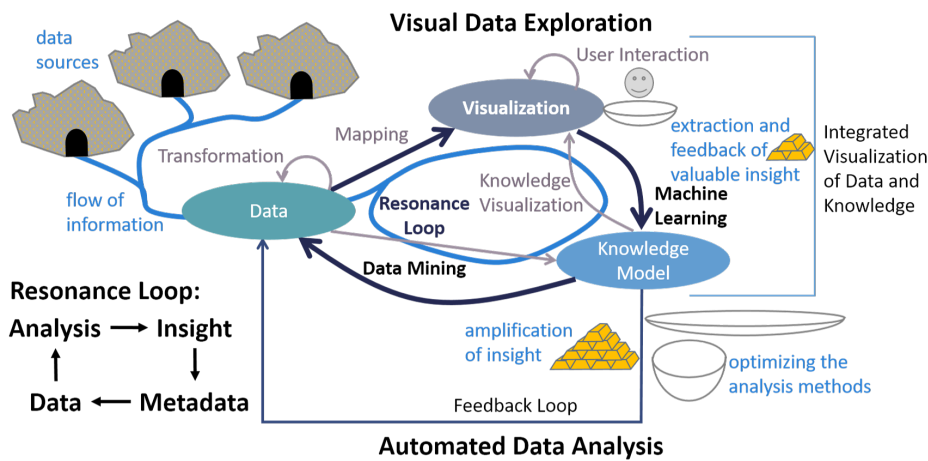 Visual Data Exploration
data
sources
User Interaction
Visualization
Mapping
extraction and
feedback of
valuable insight
Integrated
Visualization
of Data and
Knowledge
Transformation
Knowledge
Visualization
Machine
Learning
flow of
information
Data
Resonance
Loop
Knowledge
Model
Data Mining
Resonance Loop:
Analysis
Insight
Data
Metadata
amplification
of insight
optimizing the
analysis methods
Feedback Loop
Automated Data Analysis